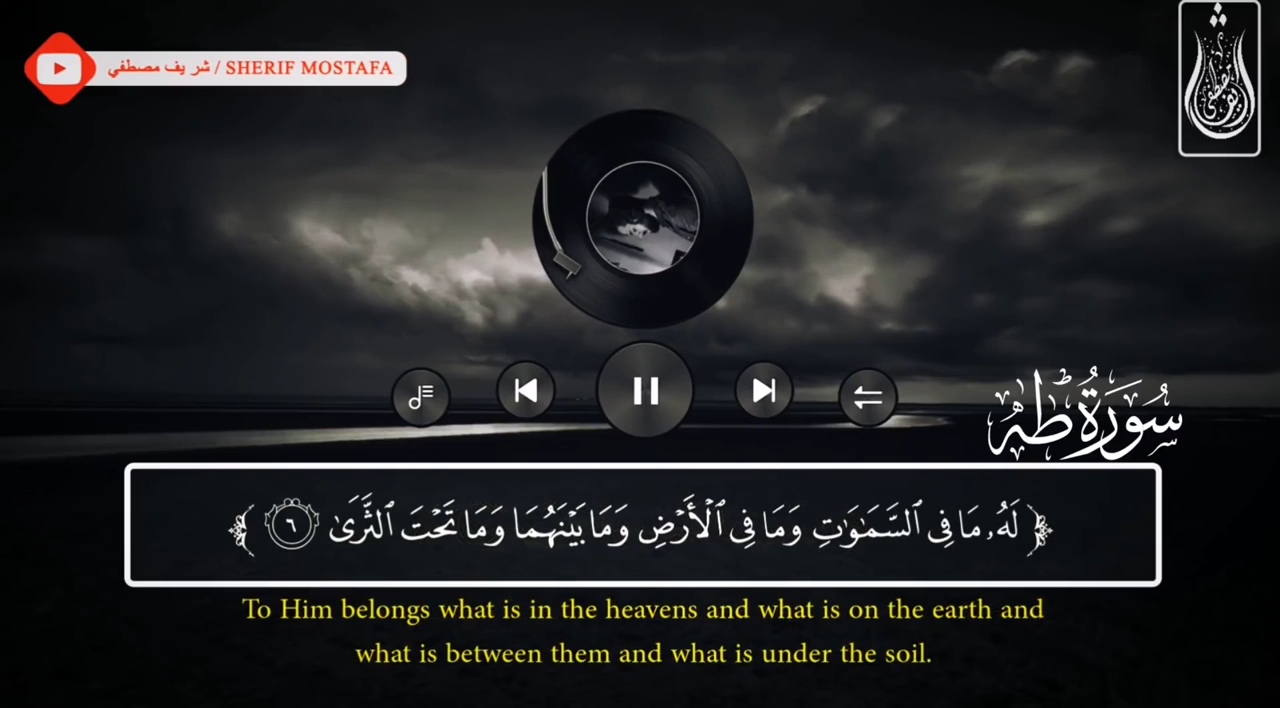 شريف مصطفي / SHERIF MOSTAFA
سُورَةُ طه
﴿ لَهُۥ مَا فِى ٱلسَّمَـٰوَٰتِ وَمَا فِى ٱلْأَرْضِ وَمَا بَيْنَهُمَا وَمَا تَحْتَ ٱلثَّرَىٰ ٦ ﴾
To Him belongs what is in the heavens and what is on the earth and
what is between them and what is under the soil.